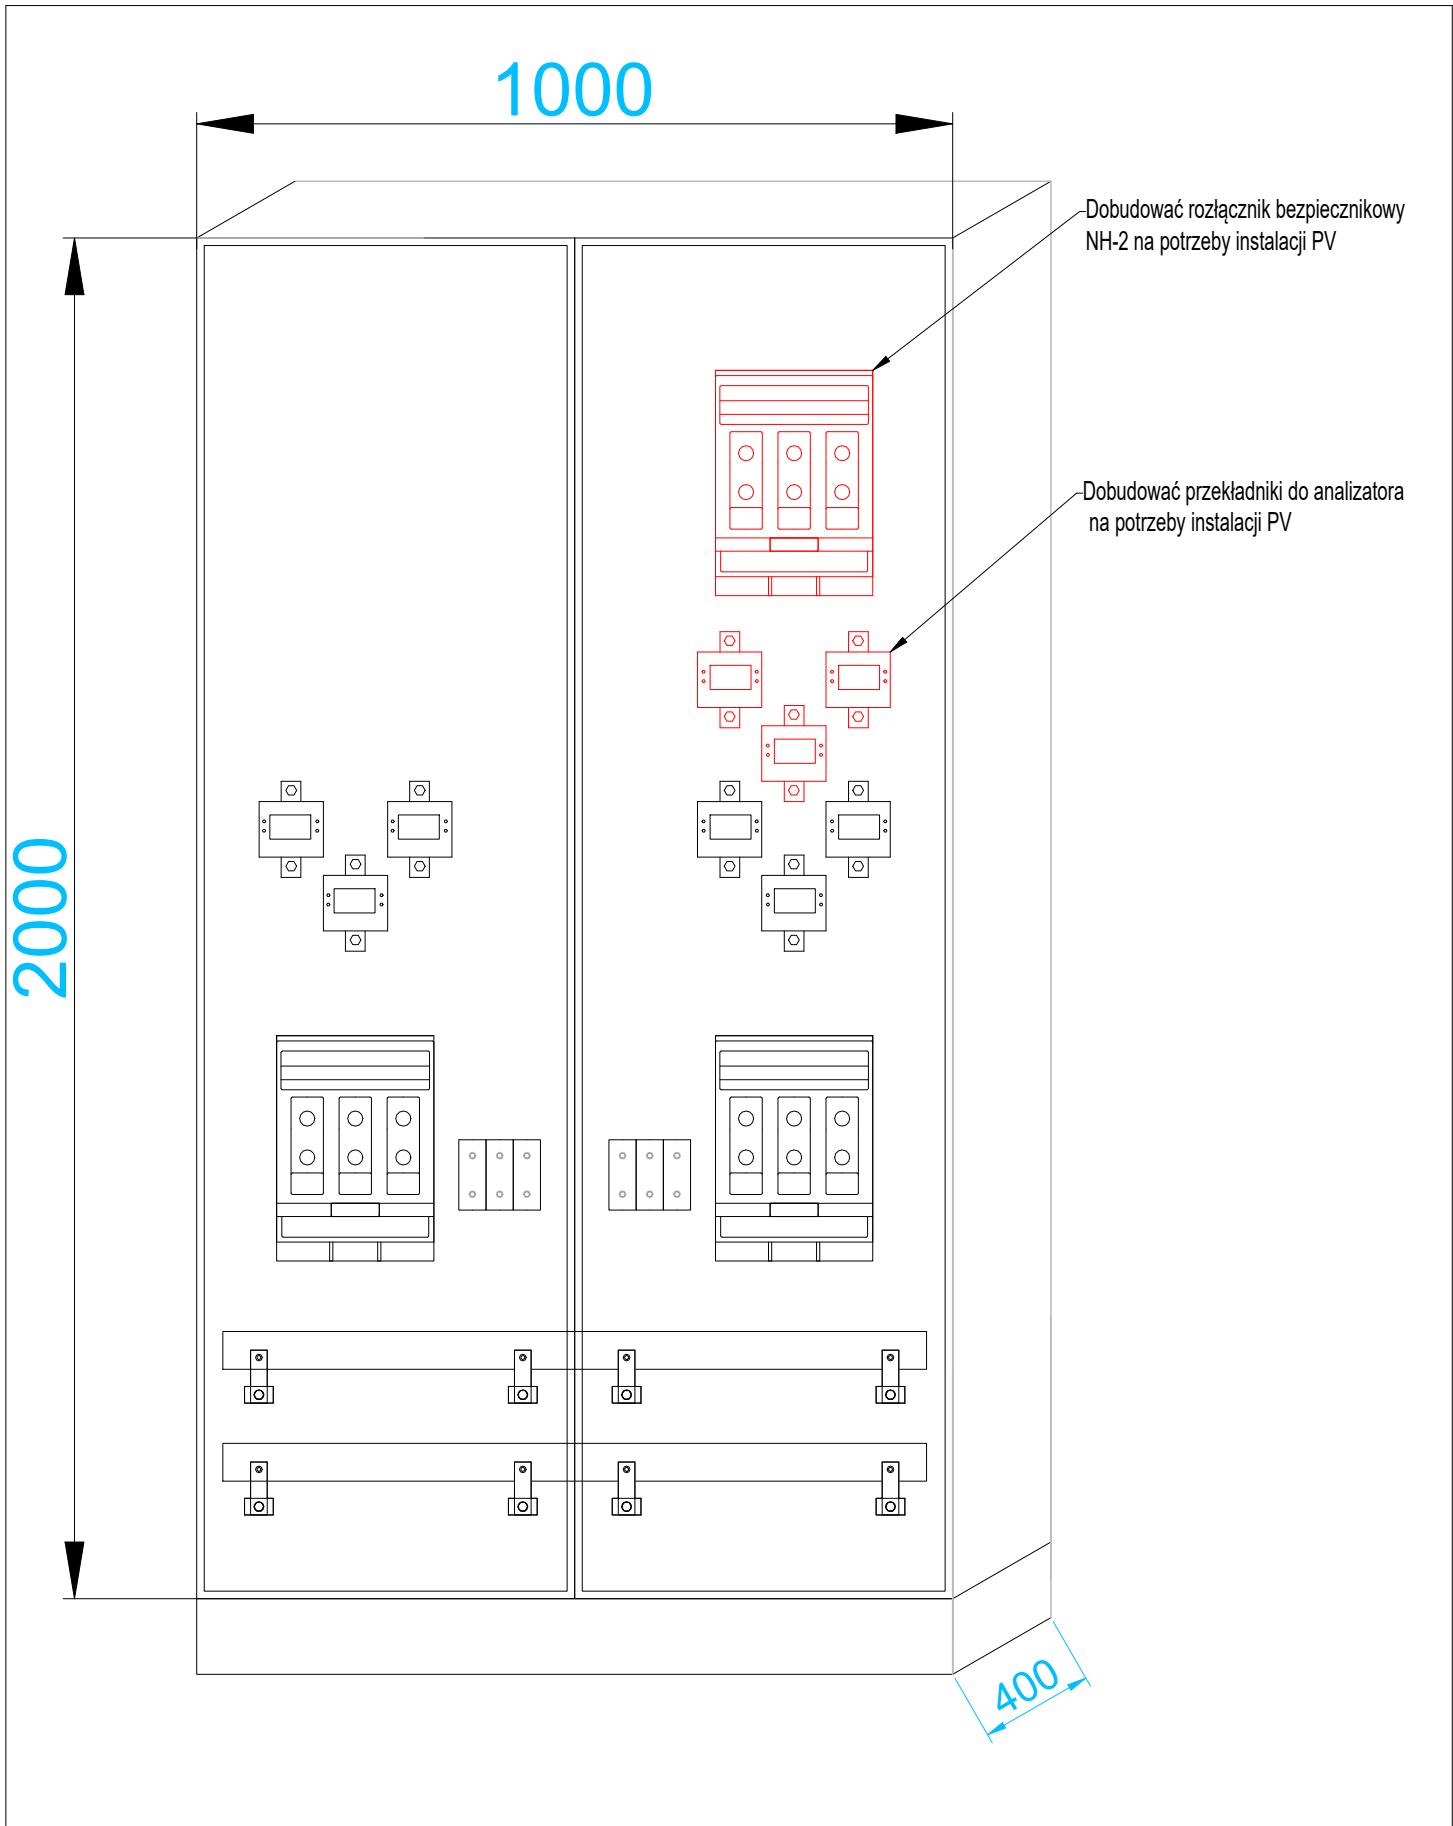 1000
Dobudować rozłącznik bezpiecznikowy
NH-2 na potrzeby instalacji PV
Dobudować przekładniki do analizatora
na potrzeby instalacji PV
2000
400